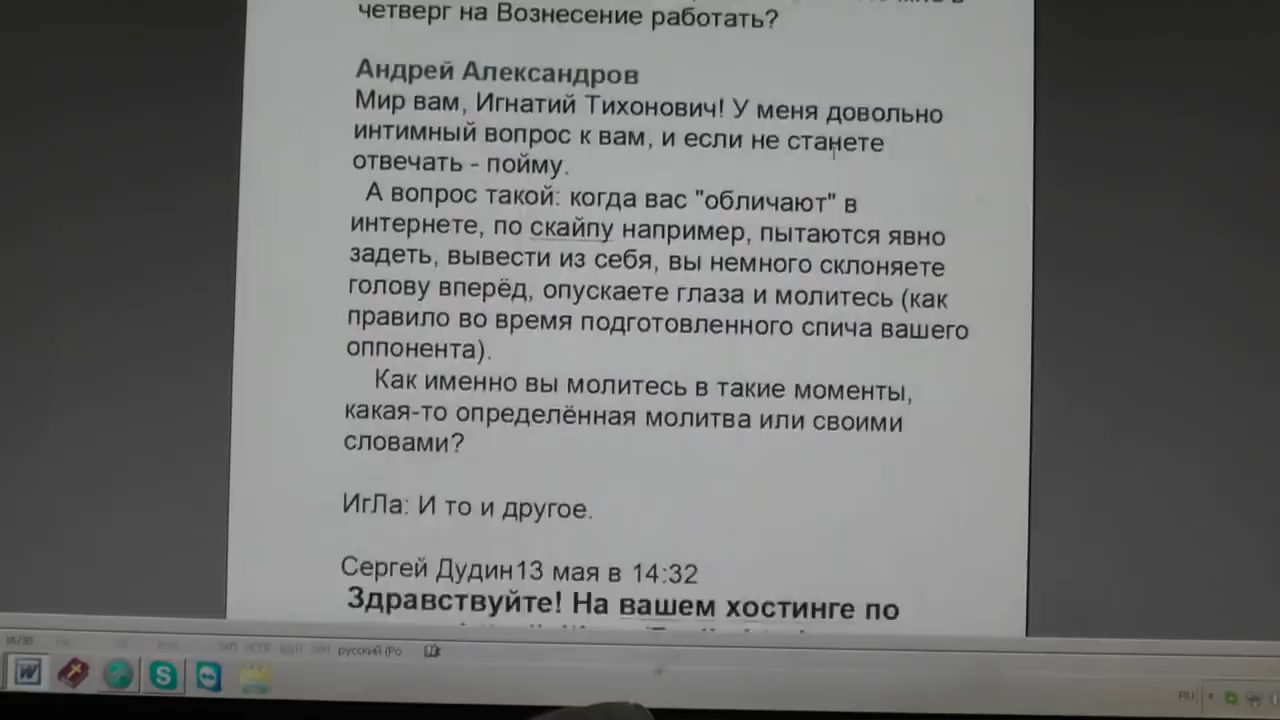 четверг на Вознесение работать?
Андрей Александров
Мир вам, Игнатий Тихонович! У меня довольно
интимный вопрос к вам, и если не станете
отвечать - пойму.
А вопрос такой: когда вас "обличают" в
интернете, по скайпу например, пытаются явно
задеть, вывести из себя, вы немного склоняете
голову вперёд, опускаете глаза и молитесь (как
правило во время подготовленного спича вашего
оппонента).
Как именно вы молитесь в такие моменты,
какая-то определённая молитва или своими
словами?
ИгЛа: И то и другое.
Сергей Дудин13 мая в 14:32
Здравствуйте! На вашем хостинге по
16/38
русский (Ро
RU